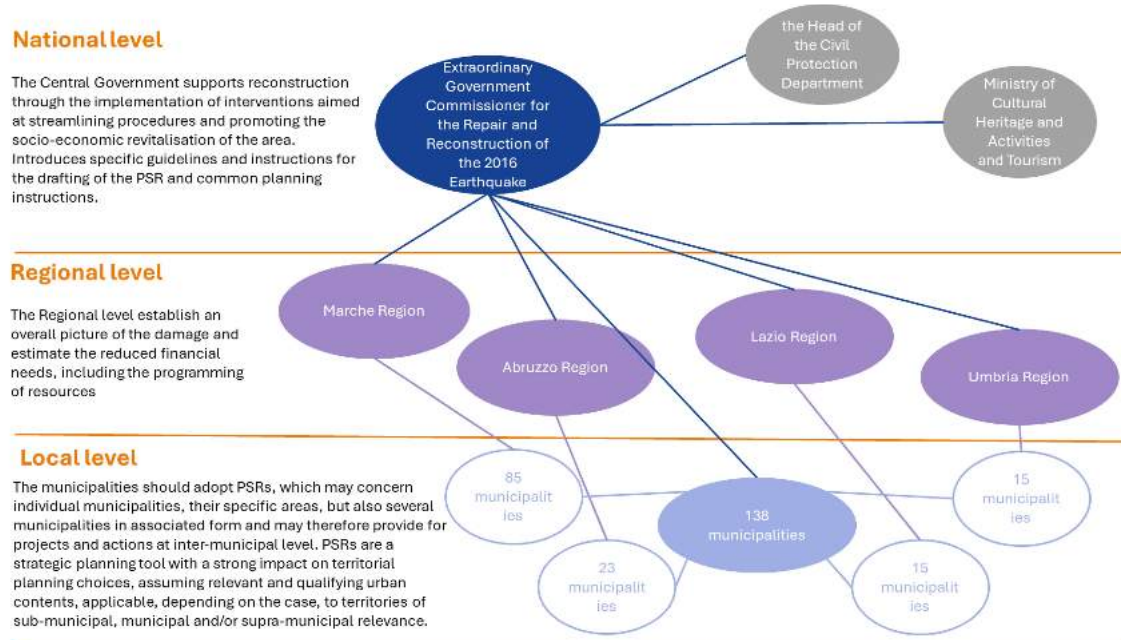 National level
The Central Government supports reconstruction
through the implementation of interventions aimed
at streamlining procedures and promoting the
socio-economic revitalisation of the area.
Introduces specific guidelines and instructions for
the drafting of the PSR and common planning
instructions.
Extraordinary
Government
Commissioner for
the Repair and
Reconstruction of
the 2016
Earthquake
the Head of
the Civil
Protection
Department
Ministry of
Cultural
Heritage and
Activities
and Tourism
Regional level
The Regional level establish an
overall picture of the damage and
estimate the reduced financial
needs, including the programming
of resources
Marche Region
Abruzzo Region
Lazio Region
Umbria Region
Local level
The municipalities should adopt PSRs, which may concern
individual municipalities, their specific areas, but also several
municipalities in associated form and may therefore provide for
projects and actions at inter-municipal level. PSRs are a
strategic planning tool with a strong impact on territorial
planning choices, assuming relevant and qualifying urban
contents, applicable, depending on the case, to territories of
sub-municipal, municipal and/or supra-municipal relevance.
85
municipalit
ies
23
municipalit
ies
138
municipalities
15
municipalit
ies
15
municipalit
ies